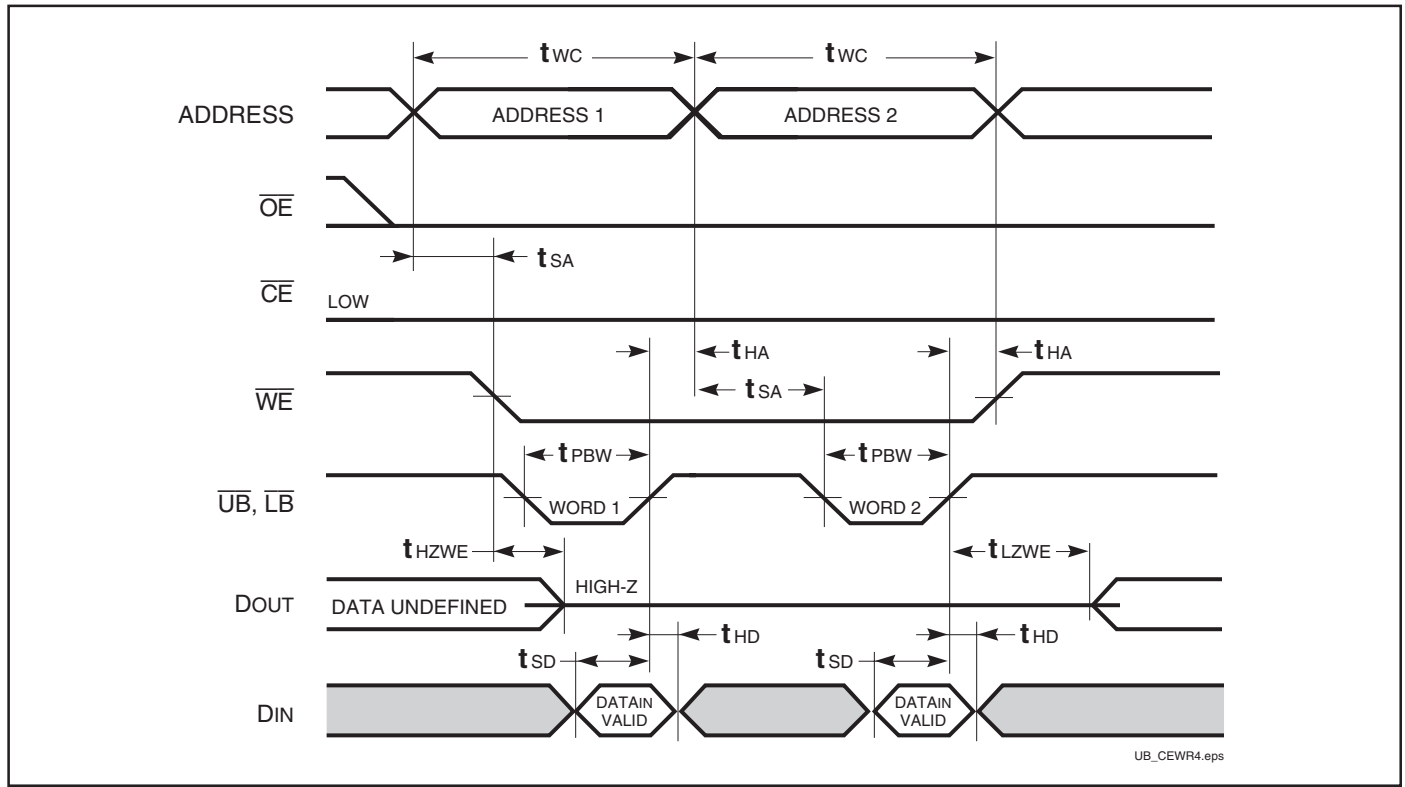 tWC tWC
ADDRESS ADDRESS 1 ADDRESS 2
OE
tSA
CE LOW
tHA tHA
WE tSA
tPBW tPBW
UB, LB WORD 1 WORD 2
tHZWE tLZWE
HIGH-Z
DOUT DATA UNDEFINED
tHD tHD
tSD tSD
DIN DATAIN VALID DATAIN VALID
UB_CEWR4.eps